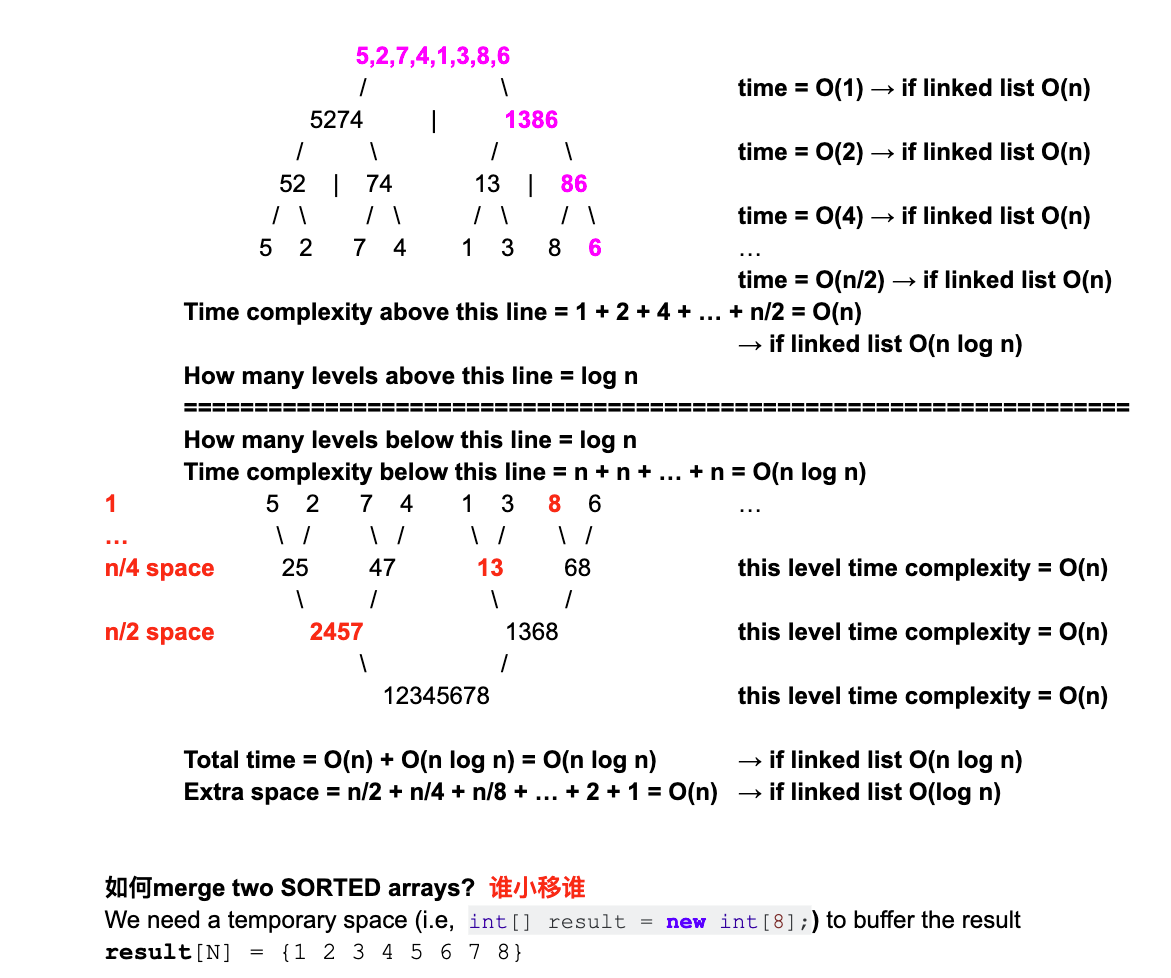 5,2,7,4,1,3,8,6
/ \ time = O(1) → if linked list O(n)
5274 | 1386
/ \ / \ time = O(2) → if linked list O(n)
52 | 74 13 | 86
/ \ / \ / \ / \ time = O(4) → if linked list O(n)
5 2 7 4 1 3 8 6 …
time = O(n/2) → if linked list O(n)
Time complexity above this line = 1 + 2 + 4 + … + n/2 = O(n)
→ if linked list O(n log n)
How many levels above this line = log n
===================================================================
How many levels below this line = log n
Time complexity below this line = n + n + … + n = O(n log n)
1 5 2 7 4 1 3 8 6 …
… \ / \ / \ / \ /
n/4 space 25 47 13 68 this level time complexity = O(n)
\ / \ /
n/2 space 2457 1368 this level time complexity = O(n)
\ /
12345678 this level time complexity = O(n)
Total time = O(n) + O(n log n) = O(n log n) → if linked list O(n log n)
Extra space = n/2 + n/4 + n/8 + … + 2 + 1 = O(n) → if linked list O(log n)
如何merge two SORTED arrays? 谁小移谁
We need a temporary space (i.e, int[] result = new int[8];) to buffer the result
result[N] = {1 2 3 4 5 6 7 8}